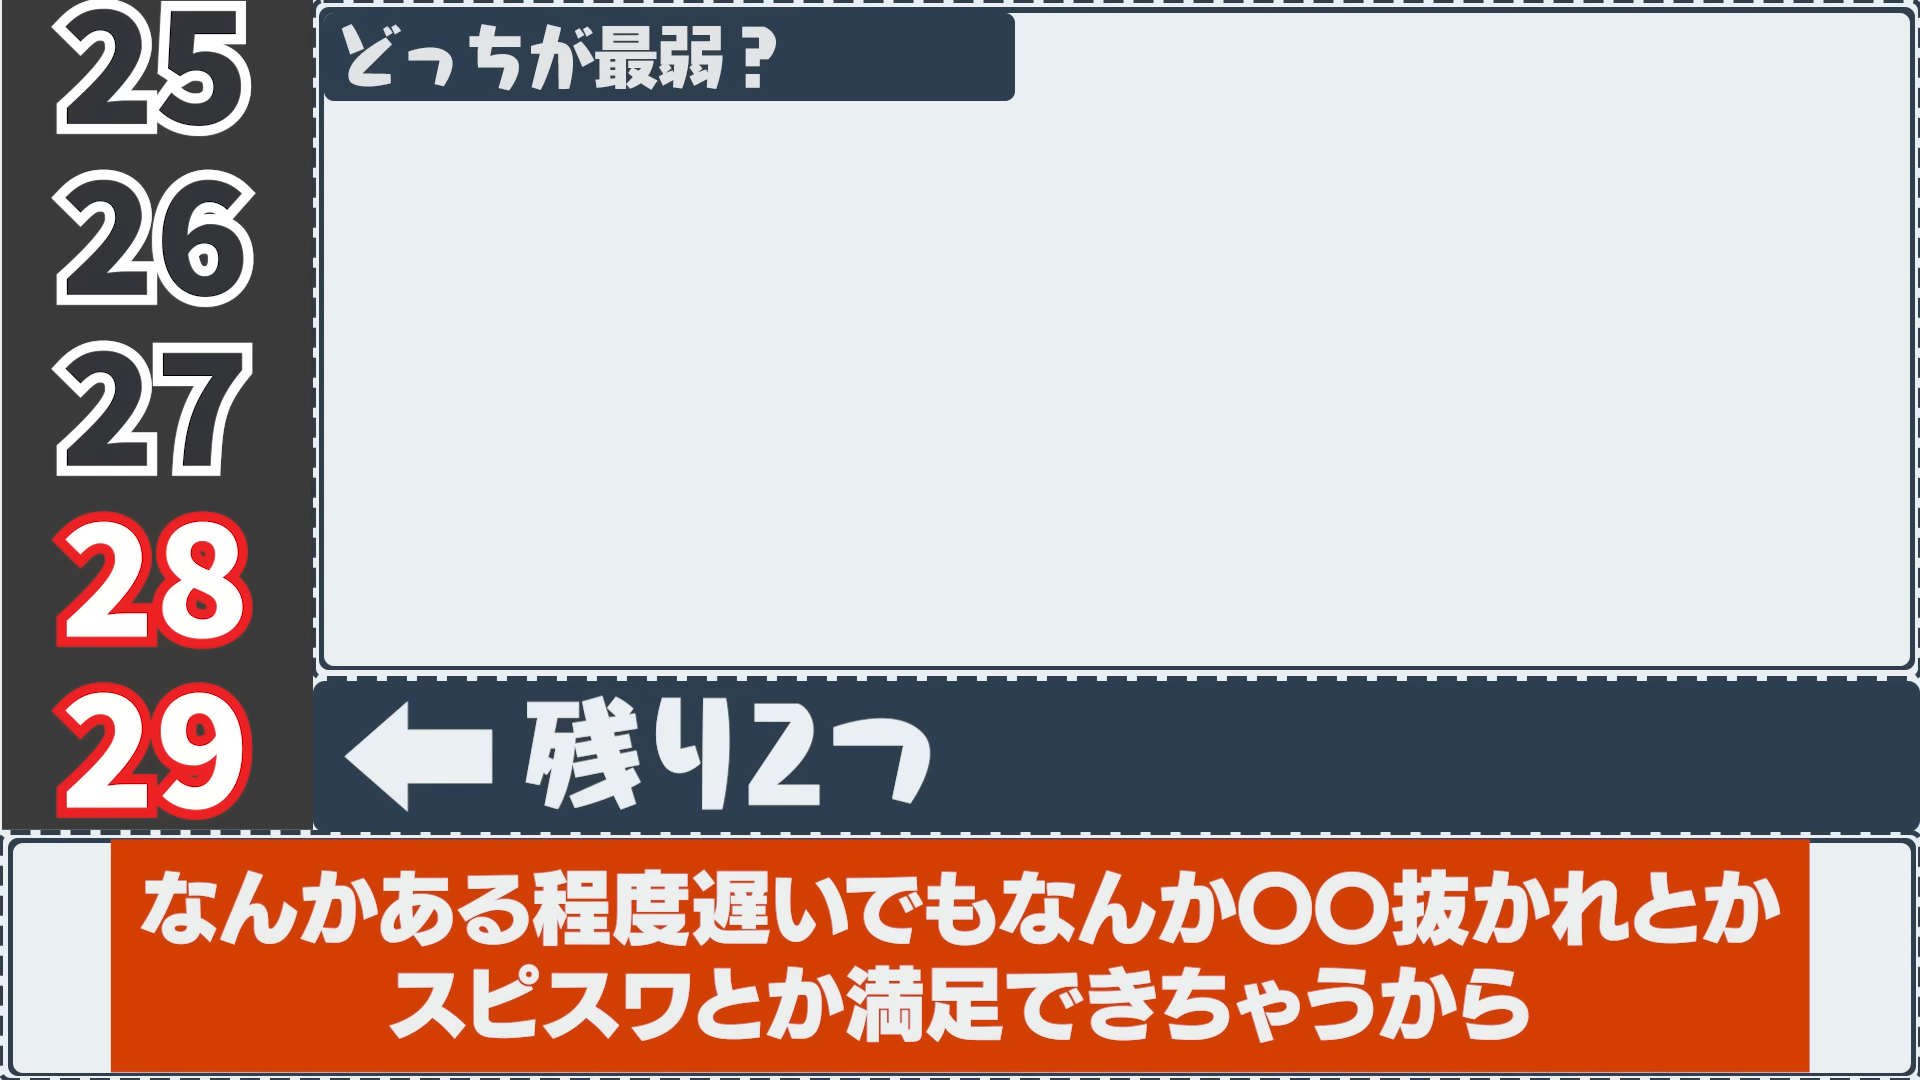 25
26
27
28
29
どっちが最弱？
←残り2つ
なんかある程度遅いでもなんか〇〇抜かれとか
スピスワとか満足できちゃうから